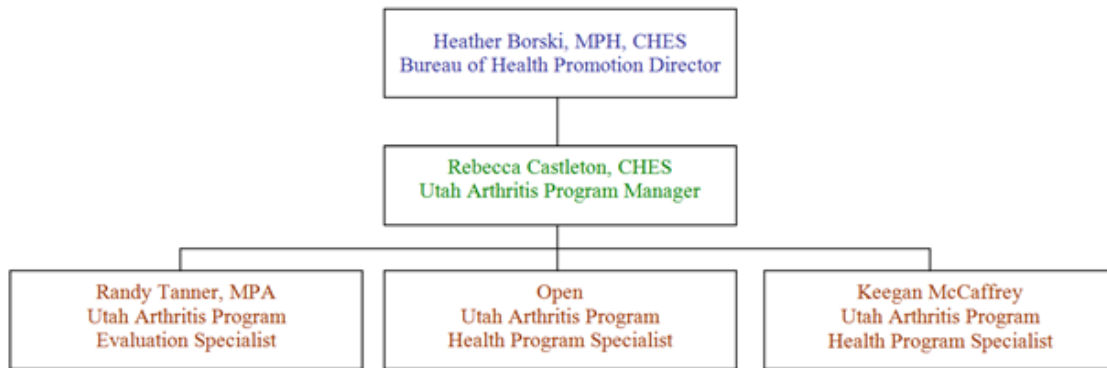 Heather Borski, MPH, CHES
Bureau of Health Promotion Director
Rebecca Castleton, CHES
Utah Arthritis Program Manager
Randy Tanner, MPA
Utah Arthritis Program
Evaluation Specialist
Open
Utah Arthritis Program
Health Program Specialist
Keegan McCaffrey
Utah Arthritis Program
Health Program Specialist